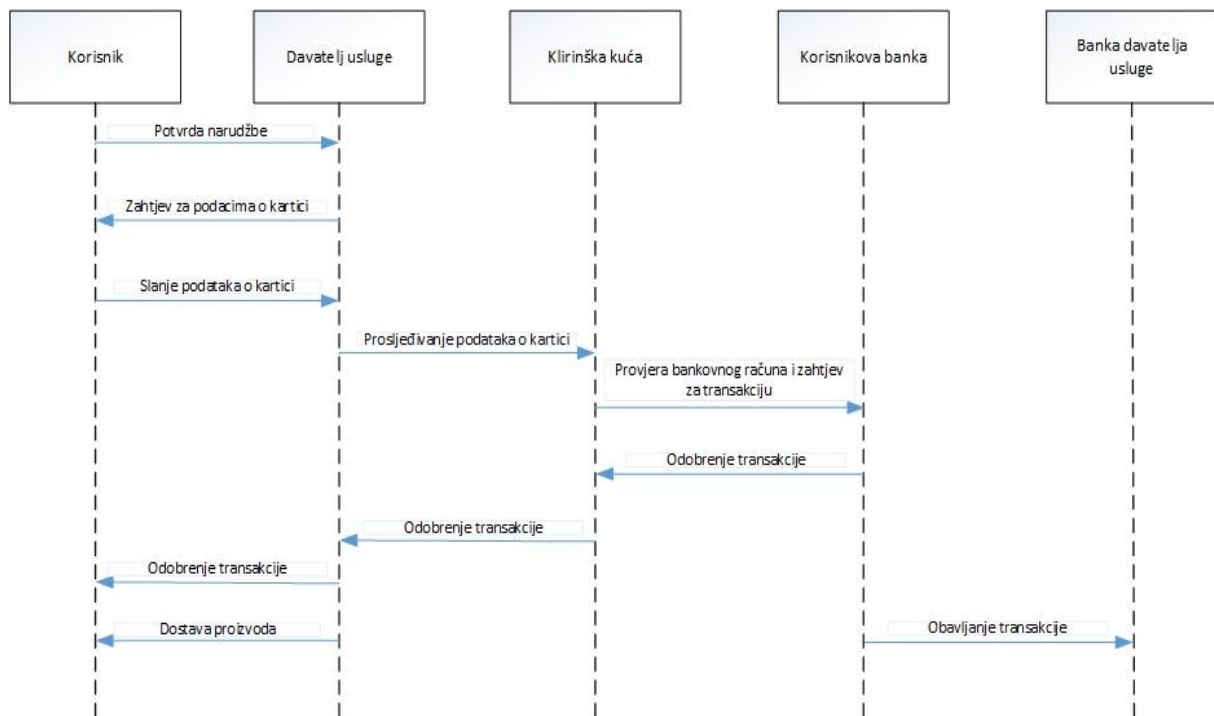 Korisnik
Davatelj usluge
Klirinška kuća
Korisnikova banka
Banka davatelja
usluge
Potvrda narudžbe
Zahtjev za podacima o kartici
Slanje podataka o kartici
Prosljeđivanje podataka o kartici
Provjera bankovnog računa i zahtjev
za transakciju
Odobrenje transakcije
Odobrenje transakcije
Odobrenje transakcije
Dostava proizvoda
Obavljanje transakcije